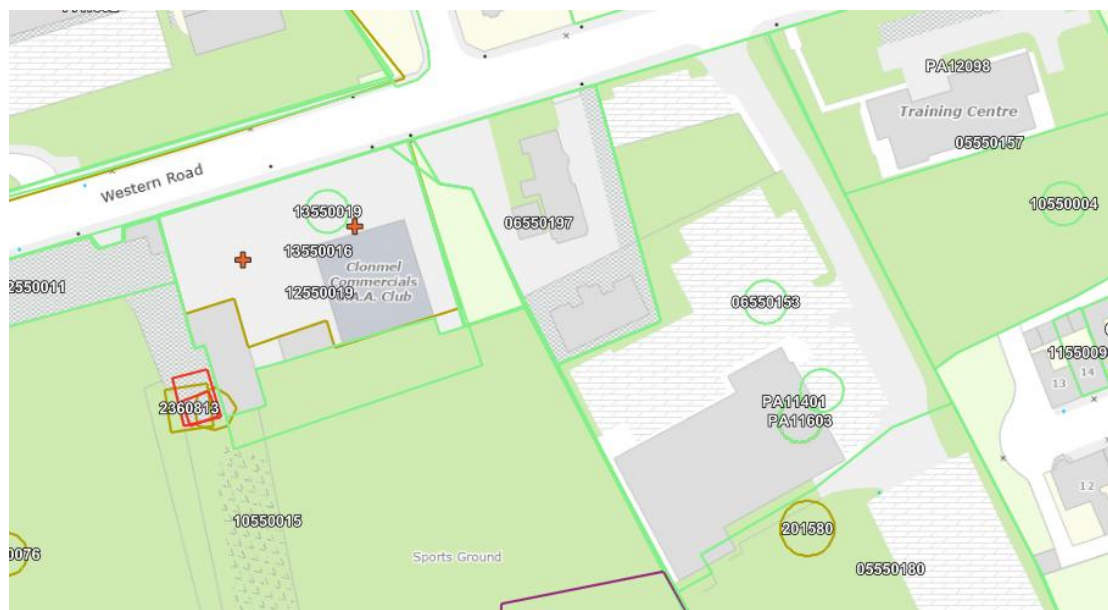 PA12098
Training Centre
05550157
Western Road
13550019
10550004
06550197
13550016
Clonmel
Commercials
G.A.A. Club
12550019
2550011
06550153
1155009
14
13
PA11401
2360813
PA11603
12
10550015
201580
0076
Sports Ground
05550180